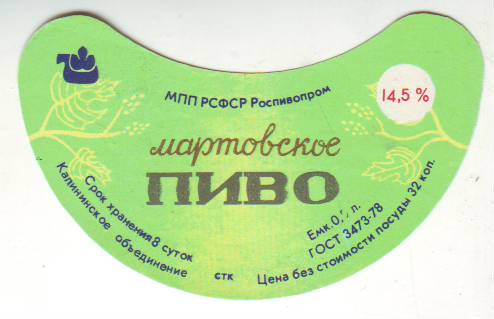 МПП РСФСР Роспивопром
14,5 %
мартовское
ПИВО
Срок хранения 8 суток
Калининское объединение
стк
Емк. п.
ГОСТ 3473-78
Цена без стоимости посуды 32 коп.